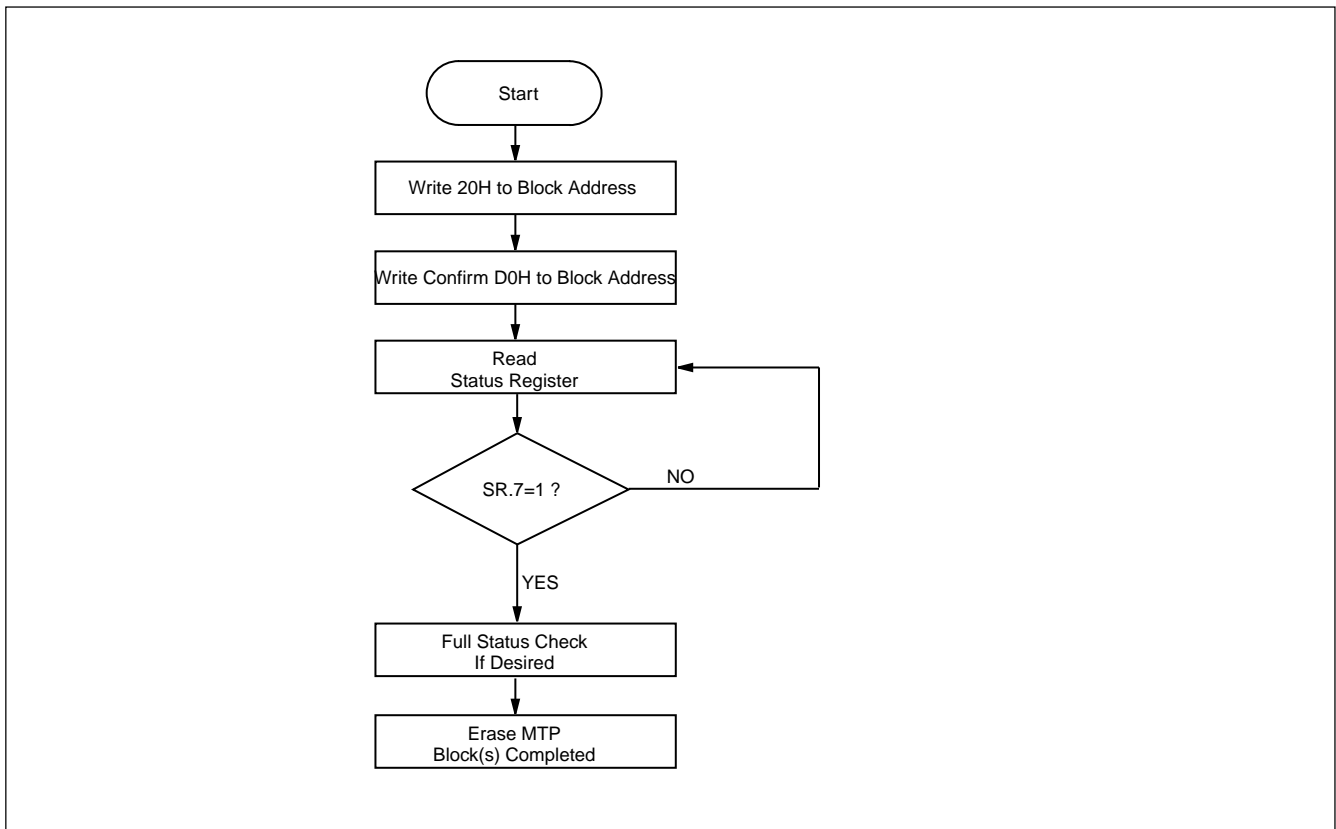 Start
Write 20H to Block Address
Write Confirm D0H to Block Address
Read
Status Register
SR.7=1 ?
NO
YES
Full Status Check
If Desired
Erase MTP
Block(s) Completed